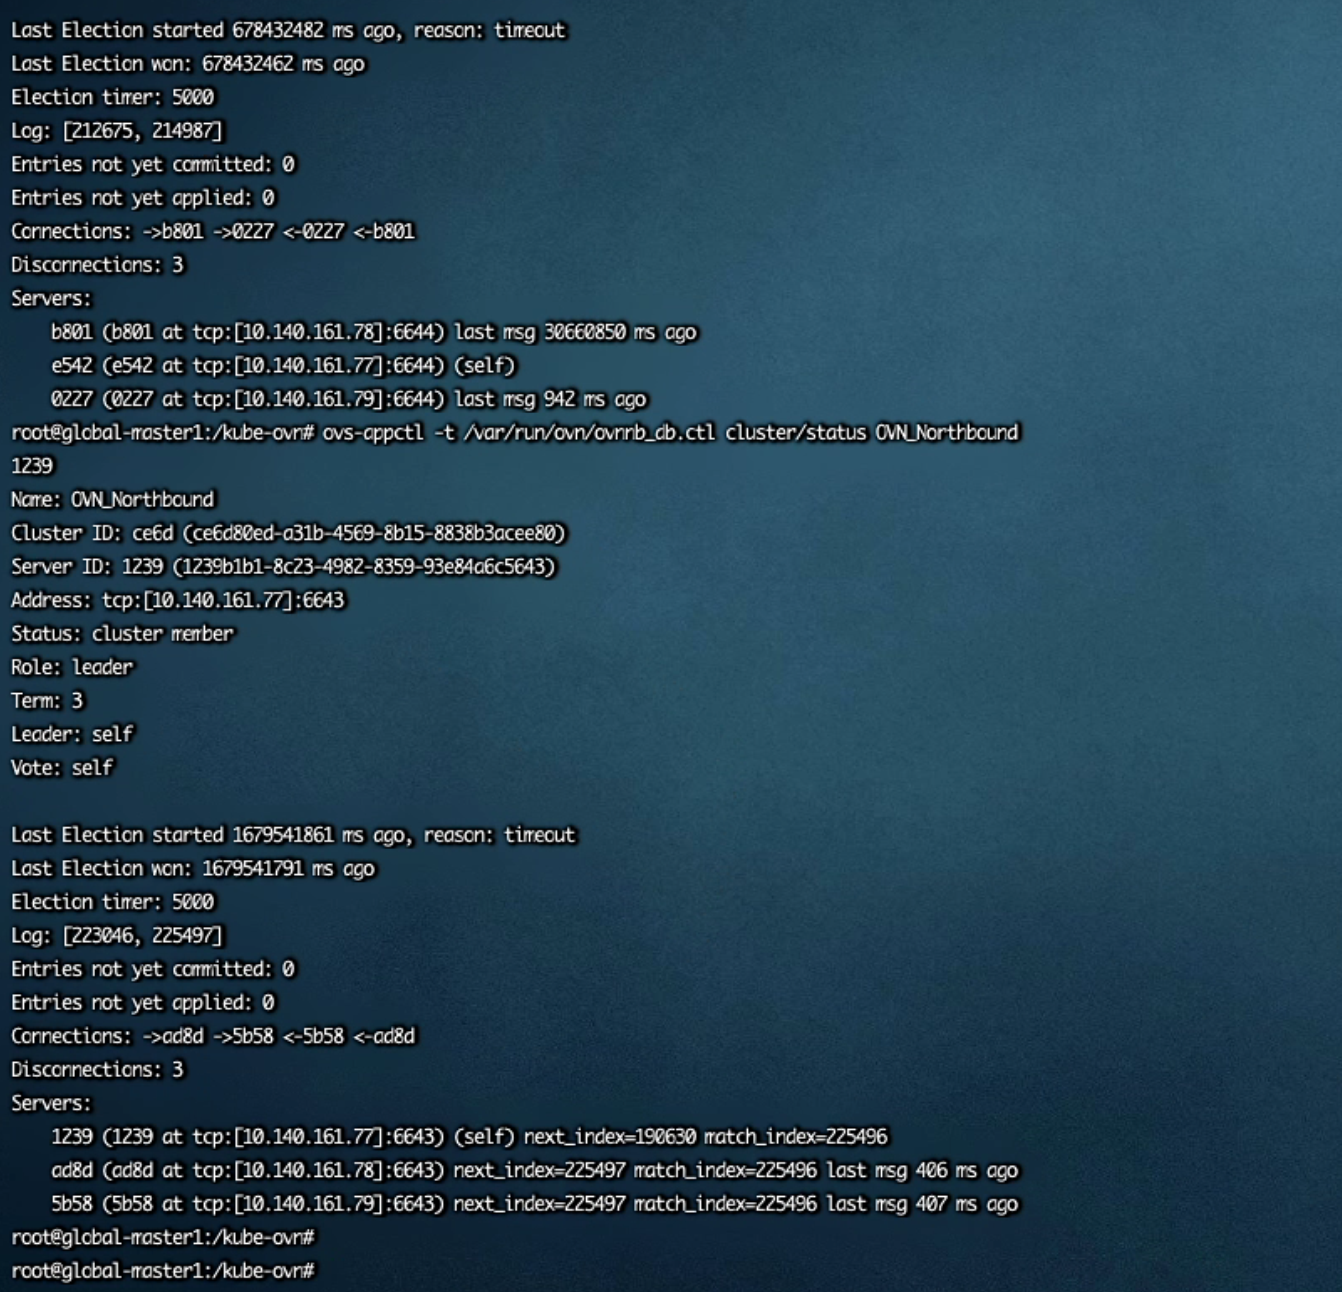 Last Election started 678432482 ms ago, reason: timeout
Last Election won: 678432462 ms ago
Election timer: 5000
Log: [212675, 214987]
Entries not yet committed: 0
Entries not yet applied: 0
Connections: ->b801 ->0227 <-0227 <-b801
Disconnections: 3
Servers:
    b801 (b801 at tcp:[10.140.161.78]:6644) last msg 30660850 ms ago
    e542 (e542 at tcp:[10.140.161.77]:6644) (self)
    0227 (0227 at tcp:[10.140.161.79]:6644) last msg 942 ms ago
root@global-master1:/kube-ovn# ovs-appctl -t /var/run/ovn/ovnnb_db.ctl cluster/status OVN_Northbound
1239
Name: OVN_Northbound
Cluster ID: ce6d (ce6d80ed-a31b-4569-8b15-8838b3acee80)
Server ID: 1239 (1239b1b1-8c23-4982-8359-93e84a6c5643)
Address: tcp:[10.140.161.77]:6643
Status: cluster member
Role: leader
Term: 3
Leader: self
Vote: self

Last Election started 1679541861 ms ago, reason: timeout
Last Election won: 1679541791 ms ago
Election timer: 5000
Log: [223046, 225497]
Entries not yet committed: 0
Entries not yet applied: 0
Connections: ->ad8d ->5b58 <-5b58 <-ad8d
Disconnections: 3
Servers:
    1239 (1239 at tcp:[10.140.161.77]:6643) (self) next_index=190630 match_index=225496
    ad8d (ad8d at tcp:[10.140.161.78]:6643) next_index=225497 match_index=225496 last msg 406 ms ago
    5b58 (5b58 at tcp:[10.140.161.79]:6643) next_index=225497 match_index=225496 last msg 407 ms ago
root@global-master1:/kube-ovn#
root@global-master1:/kube-ovn#